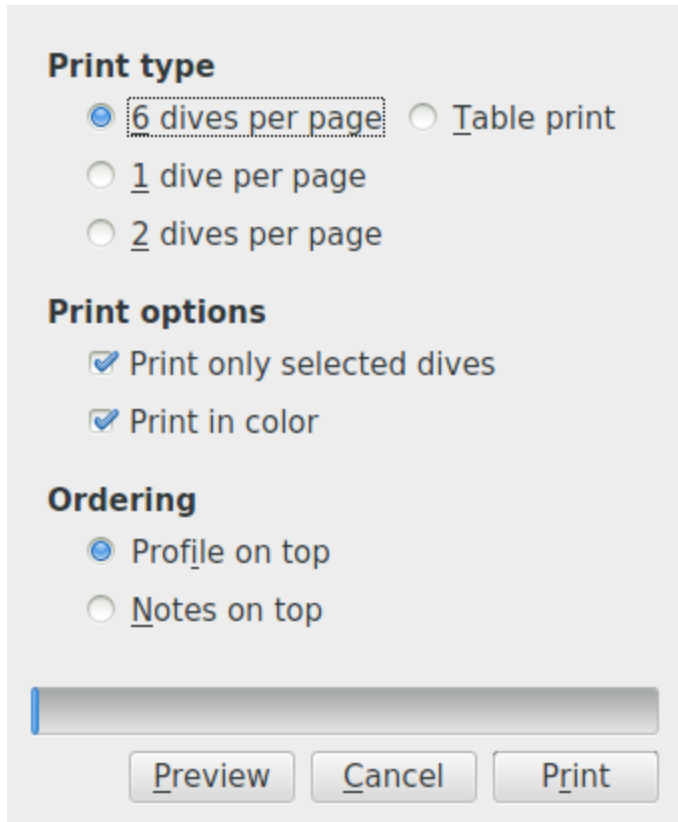 Print type
6 dives per page Table print
1 dive per page
2 dives per page
Print options
Print only selected dives
Print in color
Ordering
Profile on top
Notes on top
Preview Cancel Print